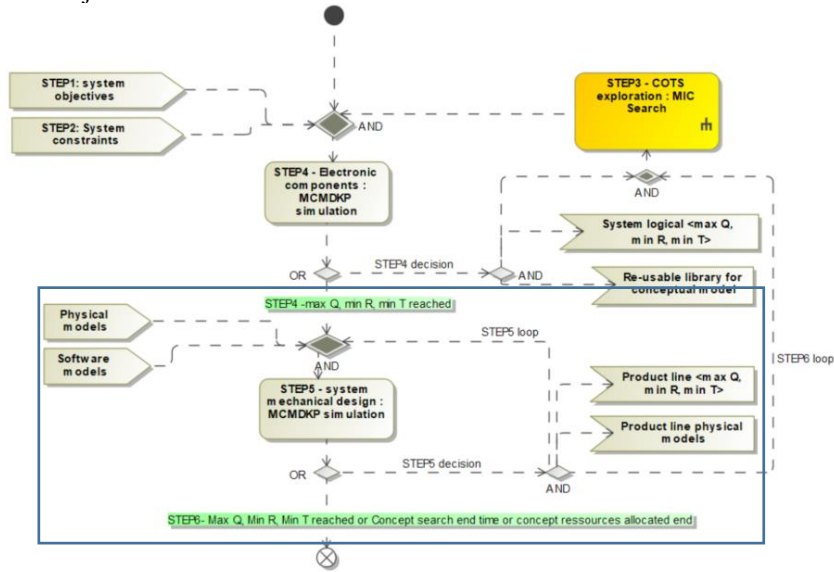 STEP1: system
objectives
STEP2: System
constraints
AND
STEP3 - COTS
exploration : MIC
Search
STEP4 - Electronic
components :
MCMDKP
simulation
AND
System logical <max Q,
min R, min T>
OR
STEP4 decision
AND
Re-usable library for
conceptual model
STEP4 -max Q, min R, min T reached
Physical
models
Software
models
AND
STEP5 loop
STEP6 loop
STEP5 - system
mechanical design :
MCMDKP simulation
Product line <max Q,
min R, min T>
Product line physical
models
OR
STEP5 decision
AND
STEP6- Max Q, Min R, Min T reached or Concept search end time or concept ressources allocated end